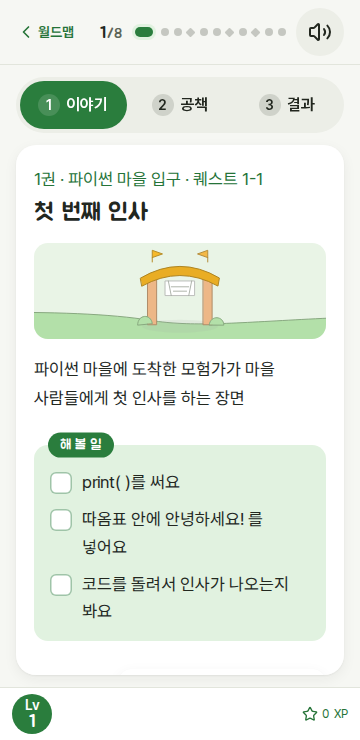 월드맵
1/8
1 이야기
2 공책
3 결과
1권 · 파이썬 마을 입구 · 퀘스트 1-1
첫 번째 인사
파이썬 마을에 도착한 모험가가 마을
사람들에게 첫 인사를 하는 장면
해볼 일
print( )를 써요
따옴표 안에 안녕하세요! 를
넣어요
코드를 돌려서 인사가 나오는지
봐요
Lv
1
0 XP